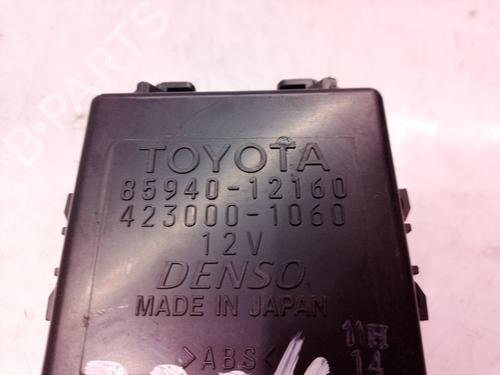 TOYOTA
85940-12160
423000-1060
12V
DENSO
MADE IN JAPAN
11H
>ABS< 14
B-PARTS